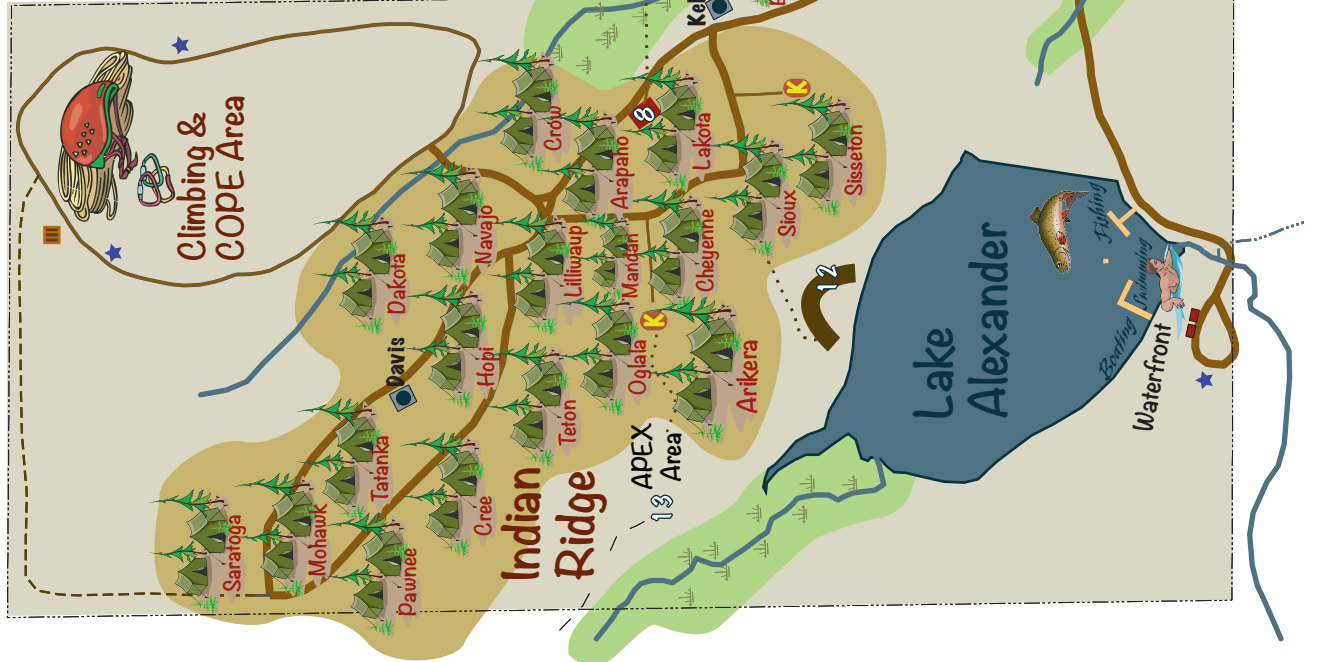 Climbing &
COPE Area
Kel
Crow
8
K
Arapaho
Lakota
Sisseton
Navajo
Sioux
Lilliwaup
Mandan
Cheyenne
Dakota
12
K
Davis
Hopi
Oglala
Arikera
Teton
Tatanka
Cree
APEX
Area
13
Indian
Ridge
Saratoga
Mohawk
Pawnee
Lake
Alexander
Fishing
Swimming
Boating
Waterfront